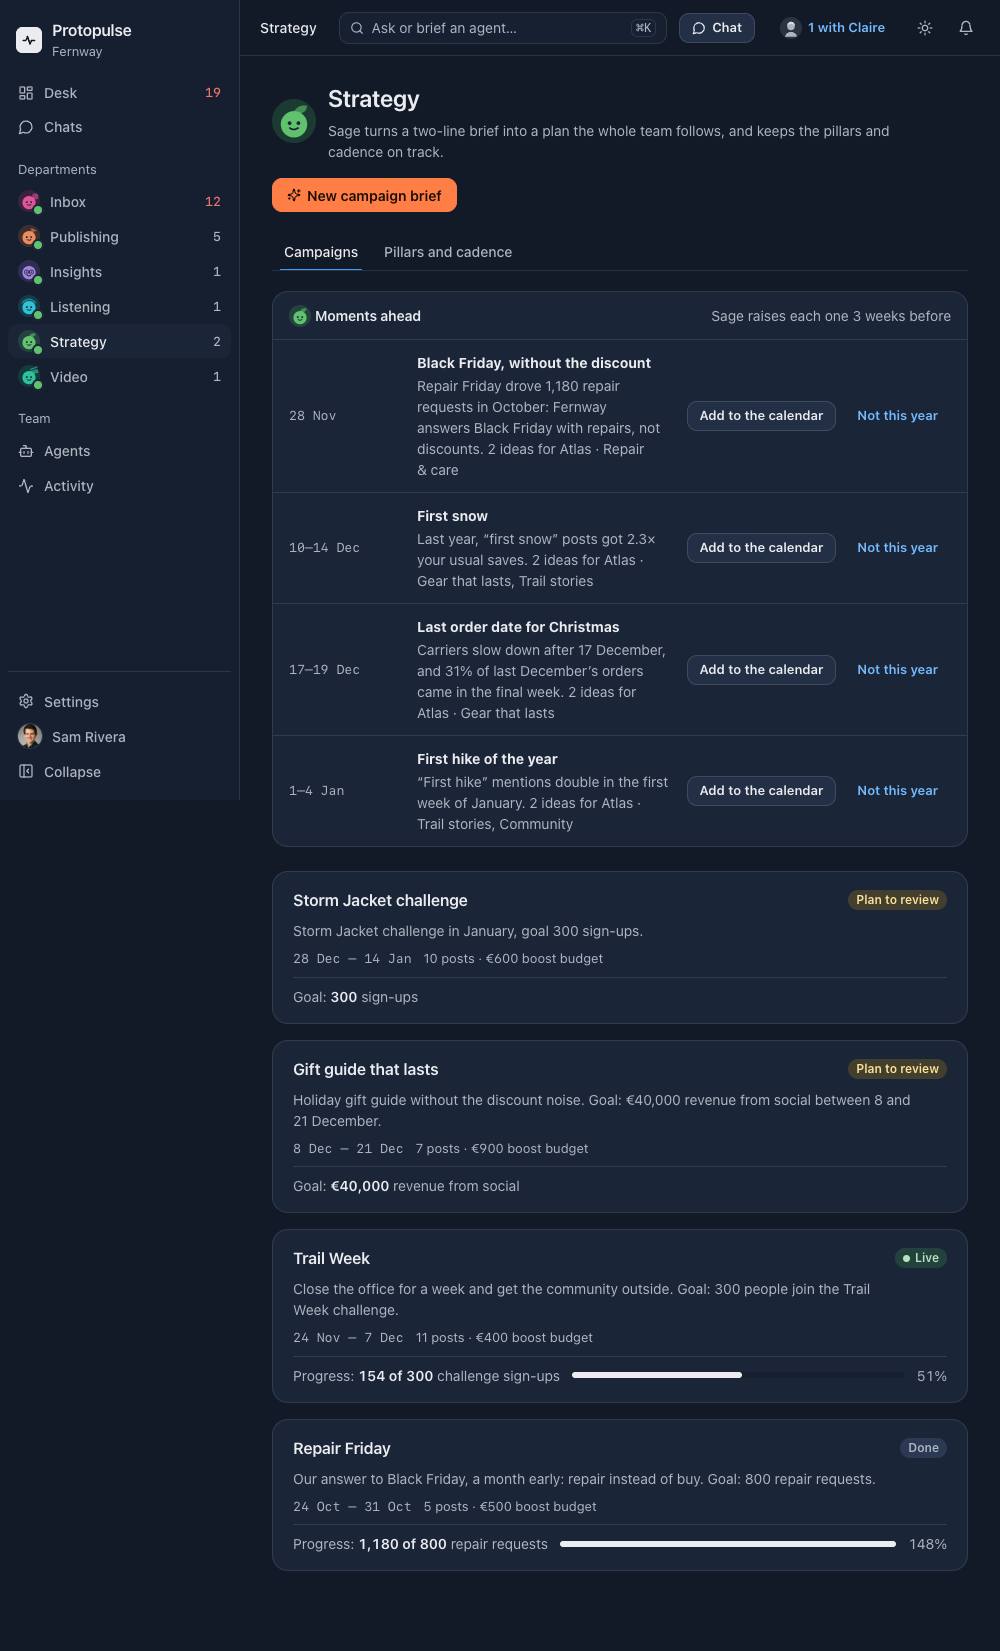 Protopulse
Fernway
Desk 19
Chats
Departments
Inbox 12
Publishing 5
Insights 1
Listening 1
Strategy 2
Video 1
Team
Agents
Activity
Settings
Sam Rivera
Collapse
Strategy
Ask or brief an agent… ⌘K
Chat
1 with Claire
Strategy
Sage turns a two-line brief into a plan the whole team follows, and keeps the pillars and
cadence on track.
New campaign brief
Campaigns
Pillars and cadence
Moments ahead
Sage raises each one 3 weeks before
28 Nov
Black Friday, without the discount
Repair Friday drove 1,180 repair
requests in October: Fernway
answers Black Friday with repairs, not
discounts. 2 ideas for Atlas · Repair
& care
Add to the calendar
Not this year
10–14 Dec
First snow
Last year, “first snow” posts got 2.3×
your usual saves. 2 ideas for Atlas ·
Gear that lasts, Trail stories
Add to the calendar
Not this year
17–19 Dec
Last order date for Christmas
Carriers slow down after 17 December,
and 31% of last December’s orders
came in the final week. 2 ideas for
Atlas · Gear that lasts
Add to the calendar
Not this year
1–4 Jan
First hike of the year
“First hike” mentions double in the first
week of January. 2 ideas for Atlas ·
Trail stories, Community
Add to the calendar
Not this year
Storm Jacket challenge
Plan to review
Storm Jacket challenge in January, goal 300 sign-ups.
28 Dec – 14 Jan 10 posts · €600 boost budget
Goal: 300 sign-ups
Gift guide that lasts
Plan to review
Holiday gift guide without the discount noise. Goal: €40,000 revenue from social between 8 and
21 December.
8 Dec – 21 Dec 7 posts · €900 boost budget
Goal: €40,000 revenue from social
Trail Week
Live
Close the office for a week and get the community outside. Goal: 300 people join the Trail
Week challenge.
24 Nov – 7 Dec 11 posts · €400 boost budget
Progress: 154 of 300 challenge sign-ups 51%
Repair Friday
Done
Our answer to Black Friday, a month early: repair instead of buy. Goal: 800 repair requests.
24 Oct – 31 Oct 5 posts · €500 boost budget
Progress: 1,180 of 800 repair requests 148%